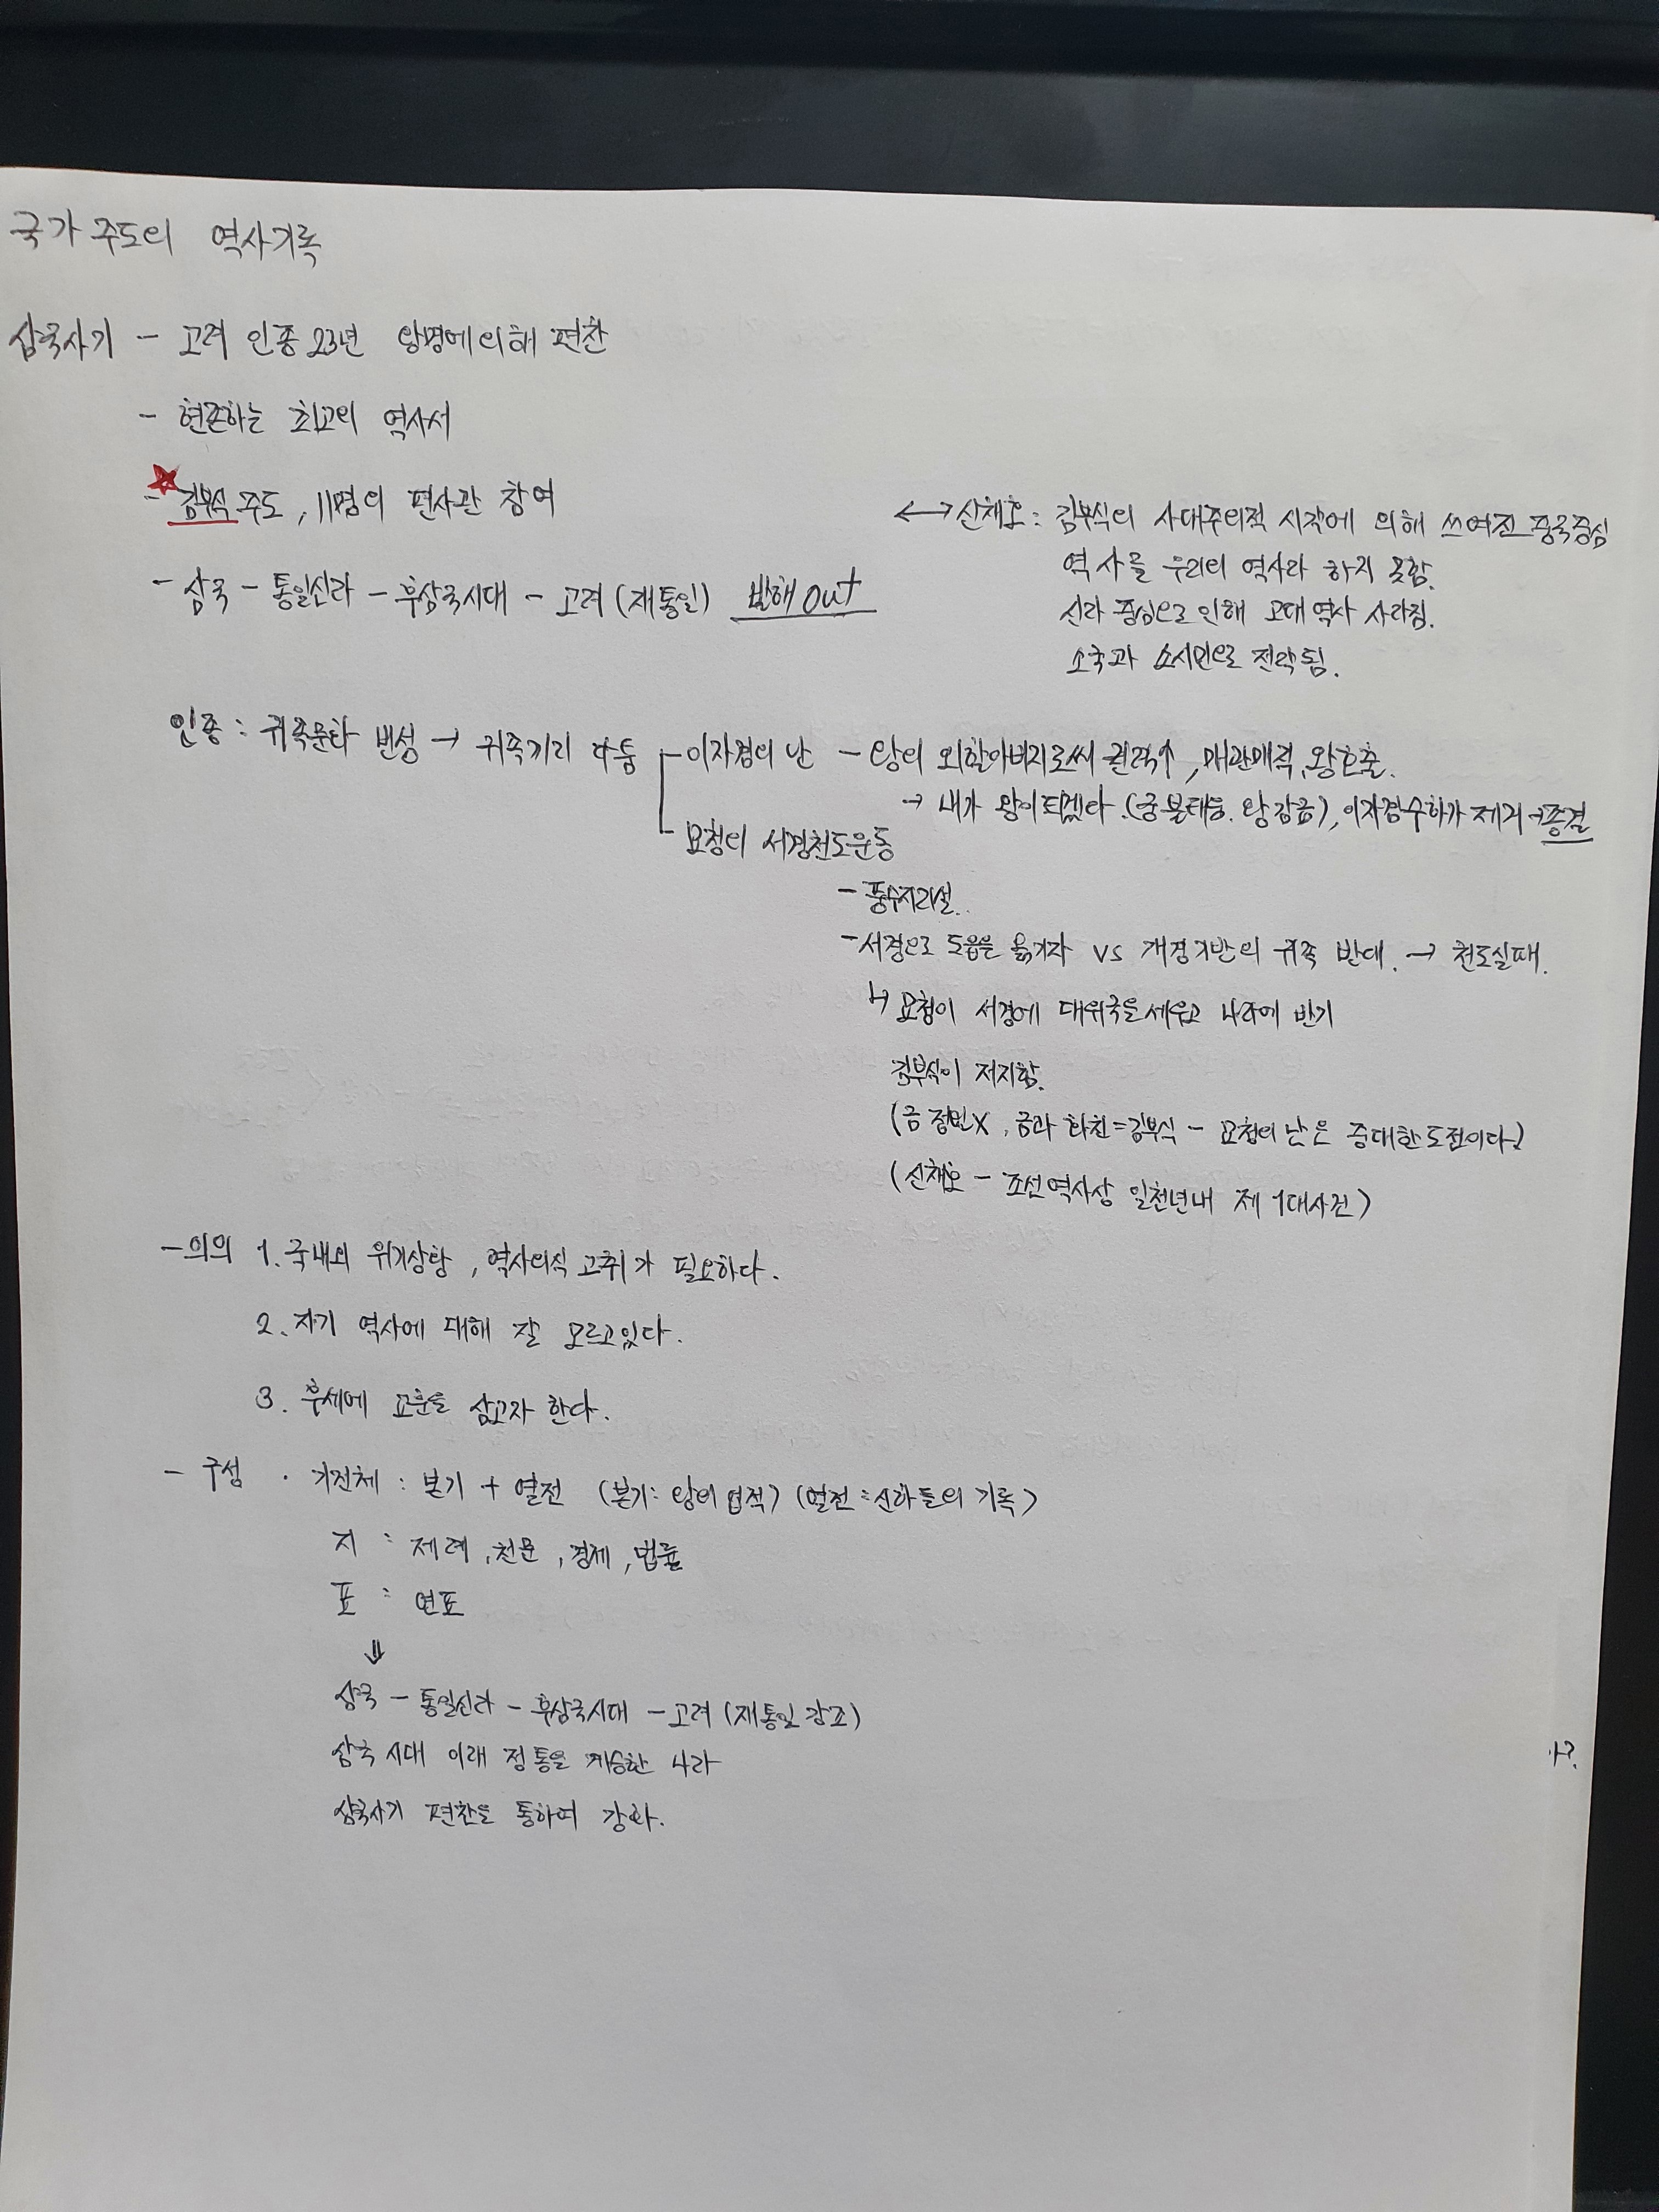 국가 주도의 역사기록
삼국사기 - 고려 인종 23년 왕명에의해 편찬
- 현존하는 최고의 역사서
- 김부식 주도, 11명의 편사관 참여
↔ 신채호 : 김부식의 사대주의적 시각에 의해 쓰여진 중국중심
역사를 우리의 역사라 하지 못함.
신라 중심으로 인해 고대 역사 사라짐.
소국과 소시민으로 전락됨.
- 삼국 - 통일신라 - 후삼국시대 - 고려 (재통일) 발해 out
인종 : 귀족문화 번성 → 귀족끼리 다툼
이자겸의 난 - 왕의 외할아버지로써 권력↑, 매관매직, 왕호출.
→ 내가 왕이되겠다. (궁 불태움. 왕 감금), 이자겸수하가 제거 → 종결
묘청의 서경천도운동
- 풍수지리설.
- 서경으로 도읍을 옮기자 vs 개경기반의 귀족 반대. → 천도실패.
↳ 묘청이 서경에 대위국을세우고 나라에 반기
김부식이 저지함.
(금 정벌X, 금과 화친 = 김부식 - 묘청의 난은 중대한 도전이다)
(신채호 - 조선역사상 일천년내 제 1대사건)
- 의의 1. 국내외 위기상황, 역사의식 고취가 필요하다.
2. 자기 역사에 대해 잘 모르고있다.
3. 후세에 교훈을 삼고자 한다.
- 구성 · 기전체 : 본기 + 열전 (본기 : 왕의 업적) (열전 : 신하들의 기록)
지 : 제례, 천문, 경제, 법률
표 : 연표
⇓
삼국 - 통일신라 - 후삼국시대 - 고려 (재통일 강조)
삼국 시대 이래 정통을 계승한 나라
삼국사기 편찬을 통하여 강화.